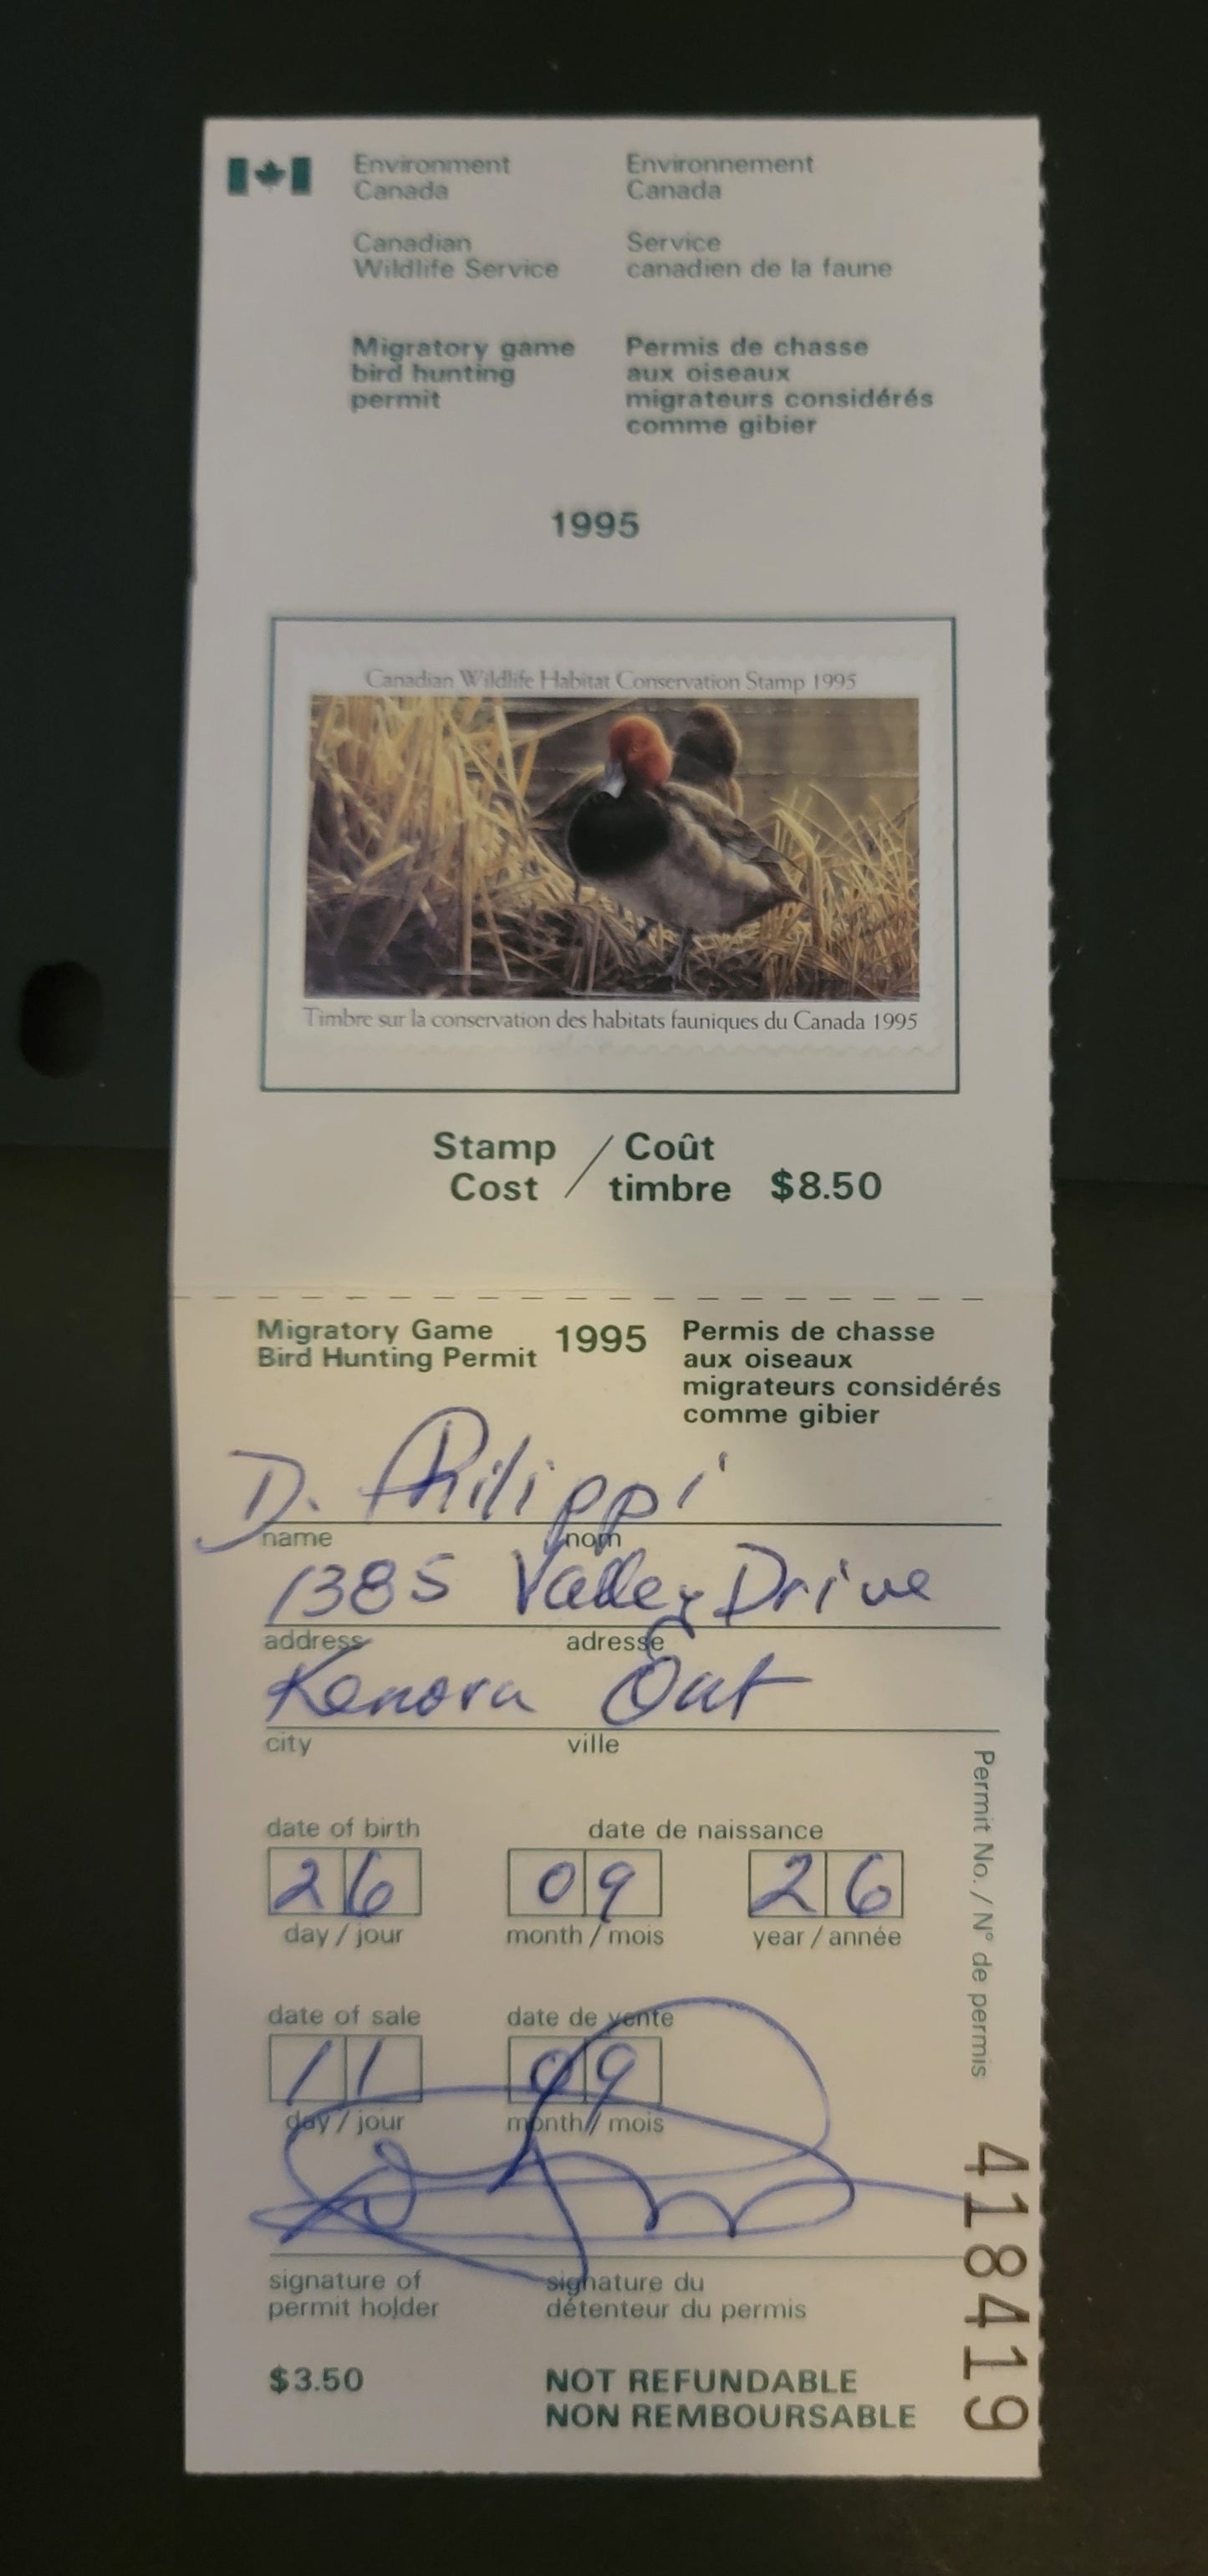 Environment
Canada
Environnement
Canada
Canadian
Wildlife Service
Service
canadien de la faune
Migratory game
bird hunting
permit
Permis de chasse
aux oiseaux
migrateurs considérés
comme gibier
1995
Canadian Wildlife Habitat Conservation Stamp 1995
Timbre sur la conservation des habitats fauniques du Canada 1995
Stamp / Coût
Cost timbre $8.50
Migratory Game
Bird Hunting Permit
1995
Permis de chasse
aux oiseaux
migrateurs considérés
comme gibier
D. Philippi
name nom
1385 Valley Drive
address adresse
Kenora Ont
city ville
date of birth date de naissance
26 09 26
day / jour month / mois year / année
date of sale date de vente
11 09
day / jour month / mois
signature of
permit holder
signature du
détenteur du permis
$3.50
NOT REFUNDABLE
NON REMBOURSABLE
Permit No. / N° de permis
418419